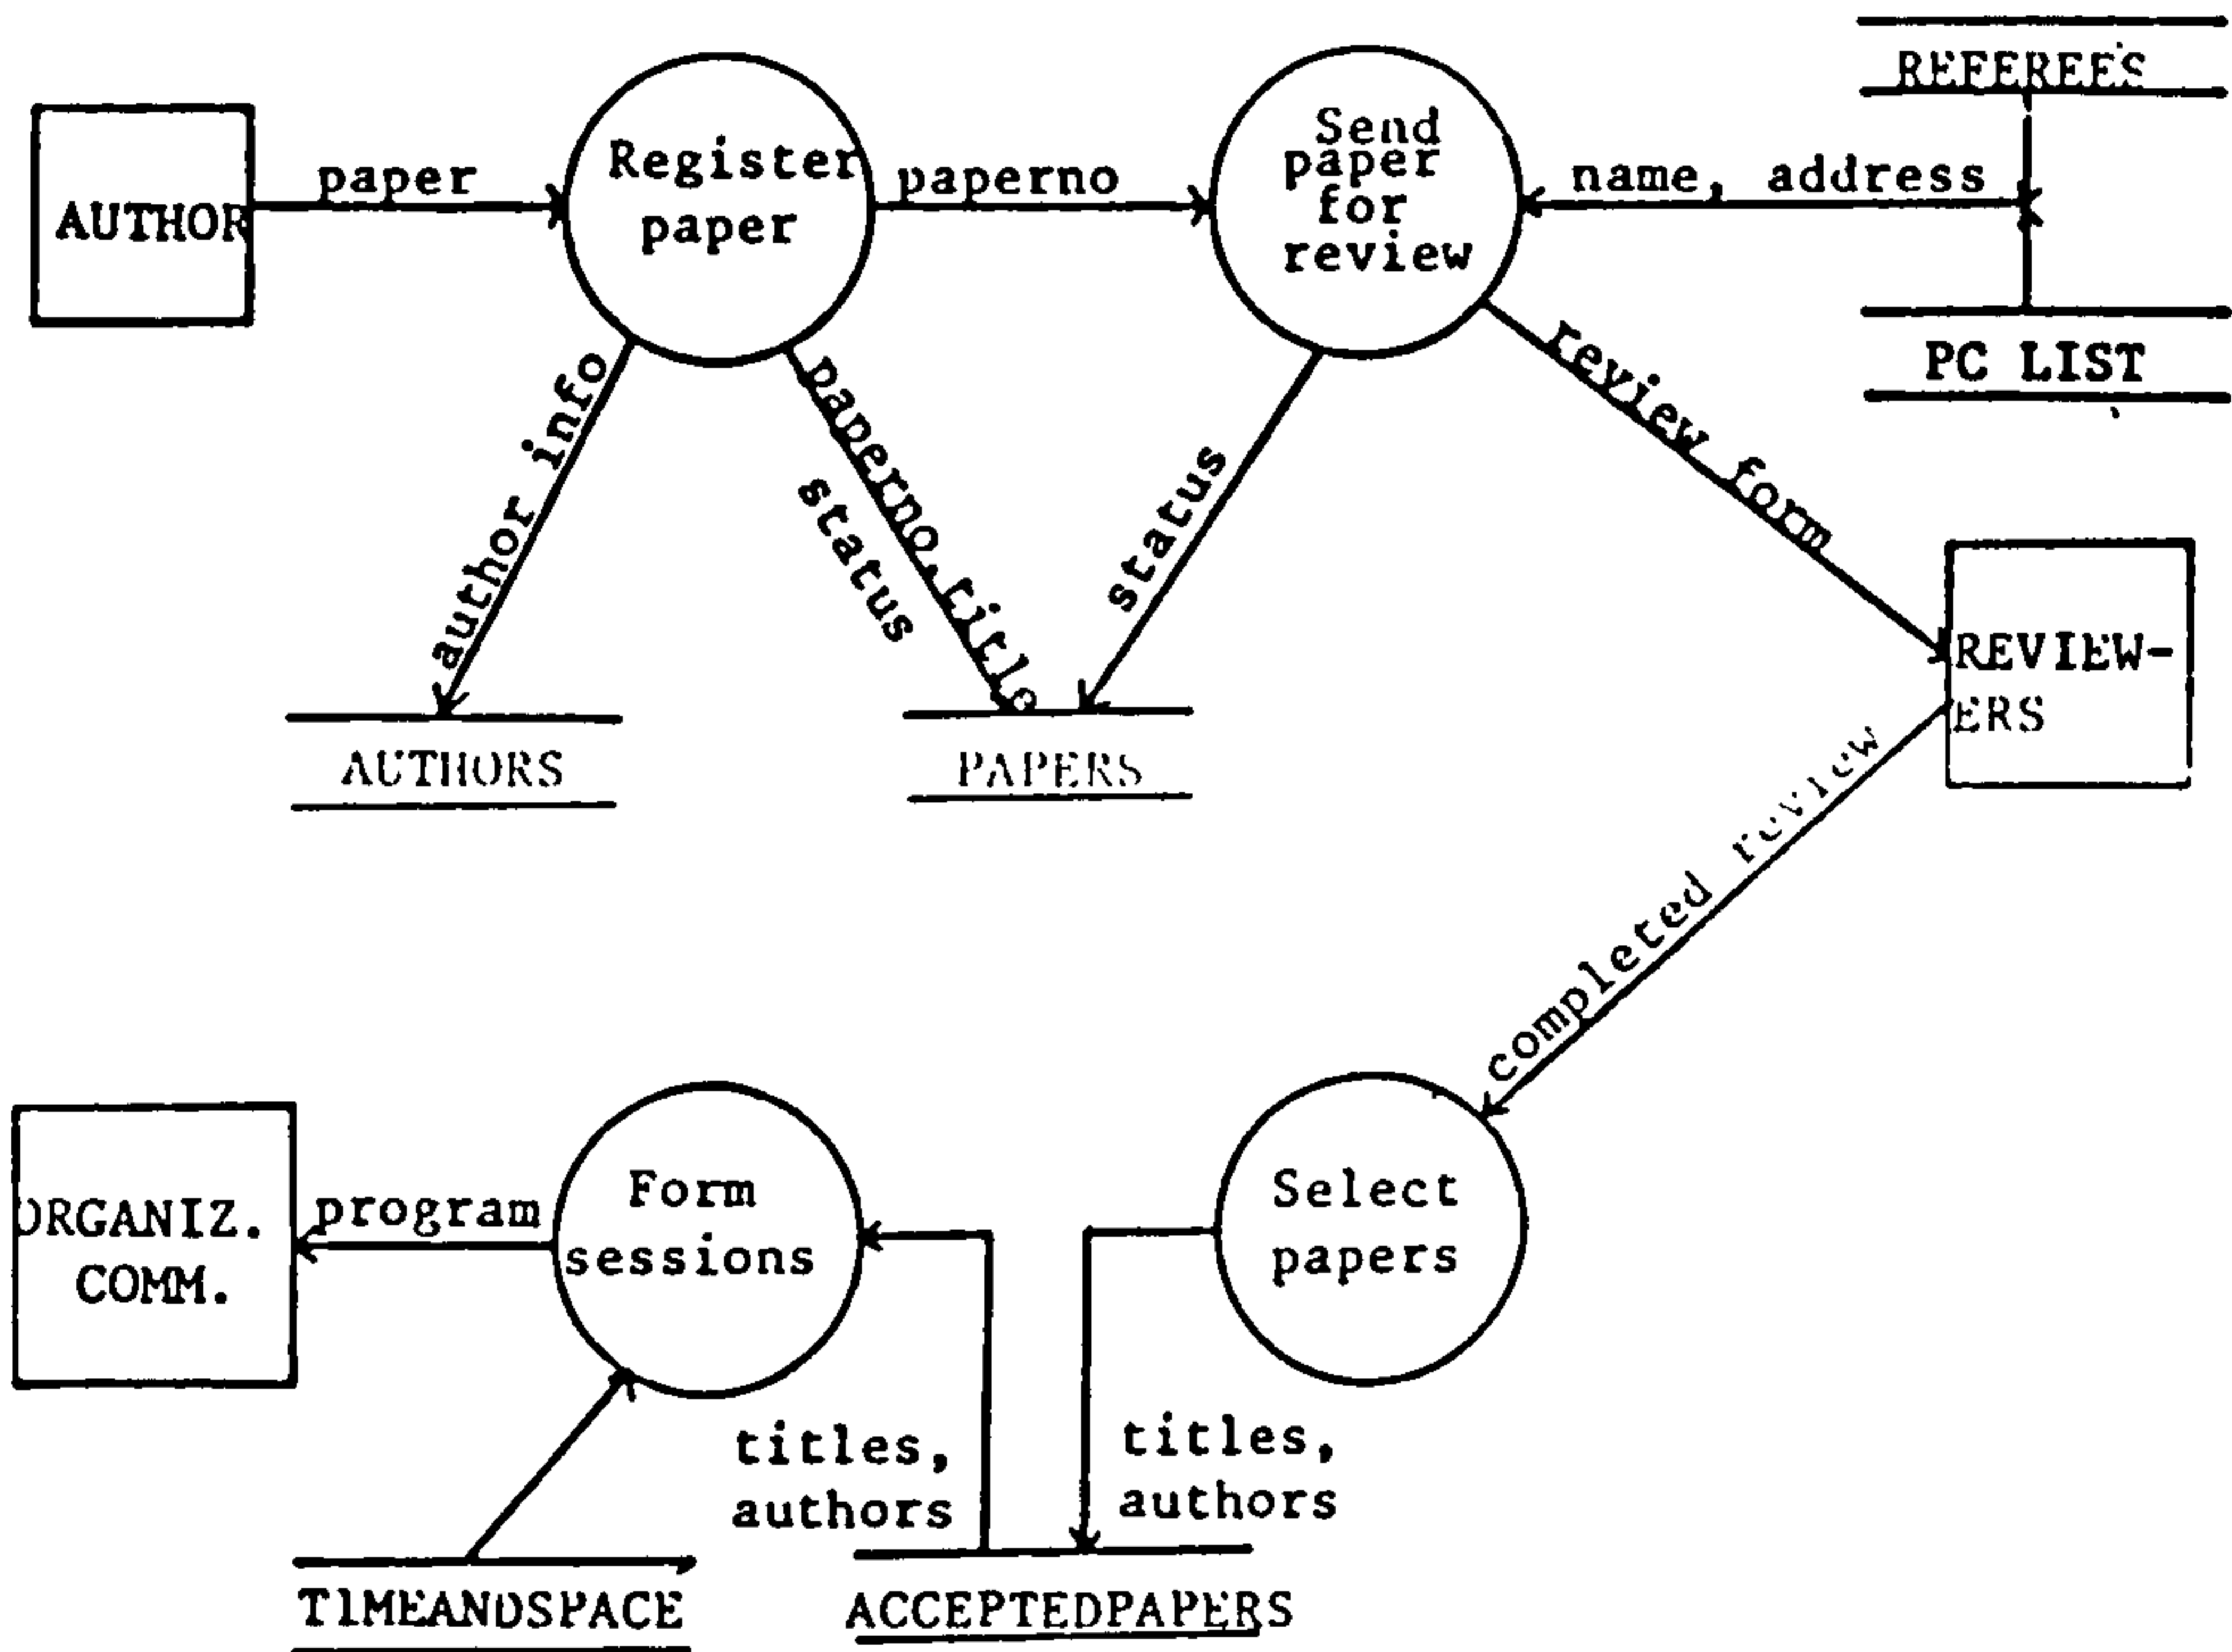 REFEREES
Send
paper
for
review
Register
paper
paper
paperno
name, address
AUTHOR
PC LIST
author info
paperno, title
status
status
review form
REVIEW-
ERS
AUTHORS
PAPERS
completed review
Form
sessions
Select
papers
ORGANIZ.
COMM.
program
titles,
authors
titles,
authors
TIMEANDSPACE
ACCEPTEDPAPERS